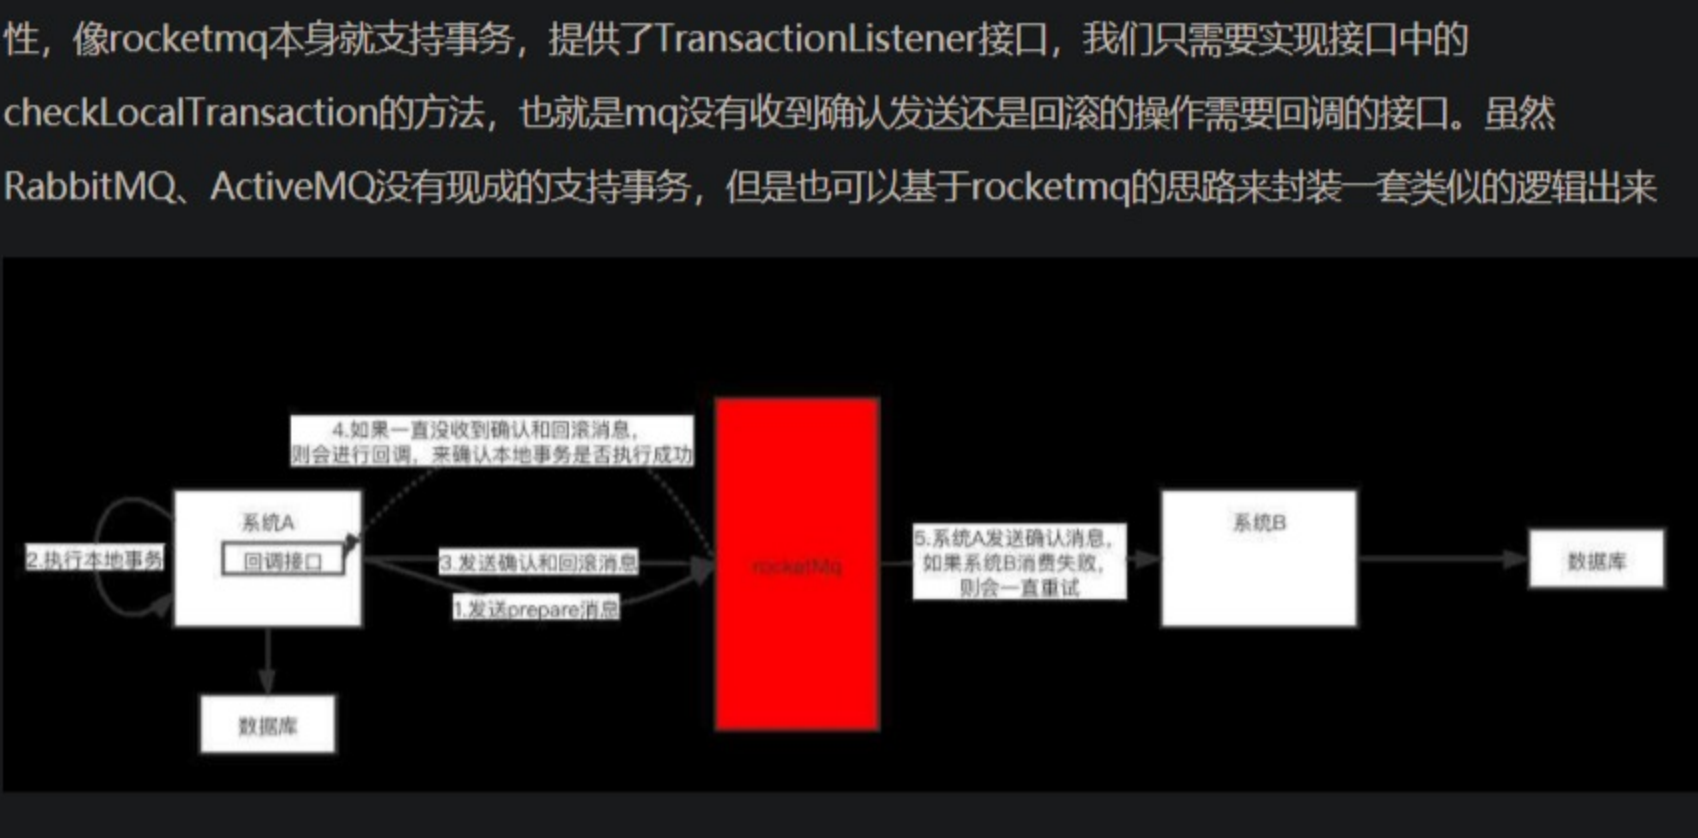 性，像rocketmq本身就支持事务，提供了TransactionListener接口，我们只需要实现接口中的
checkLocalTransaction的方法，也就是mq没有收到确认发送还是回滚的操作需要回调的接口。虽然
RabbitMQ、ActiveMQ没有现成的支持事务，但是也可以基于rocketmq的思路来封装一套类似的逻辑出来
4.如果一直没收到确认和回滚消息，
则会进行回调，来确认本地事务是否执行成功
系统A
回调接口
2.执行本地事务
3.发送确认和回滚消息
1.发送prepare消息
数据库
rocketMq
5.系统A发送确认消息，
如果系统B消费失败，
则会一直重试
系统B
数据库